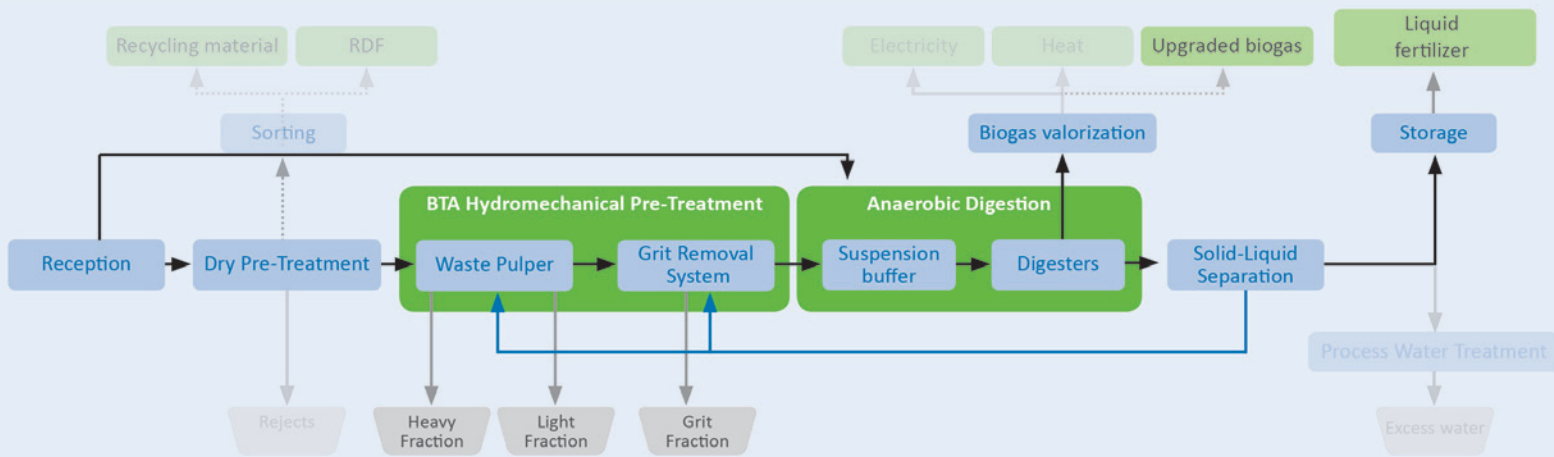 Recycling material
RDF
Electricity
Heat
Upgraded biogas
Liquid
fertilizer
Sorting
Biogas valorization
Storage
BTA Hydromechanical Pre-Treatment
Anaerobic Digestion
Reception
Dry Pre-Treatment
Waste Pulper
Grit Removal
System
Suspension
buffer
Digesters
Solid-Liquid
Separation
Process Water Treatment
Rejects
Heavy
Fraction
Light
Fraction
Grit
Fraction
Excess water